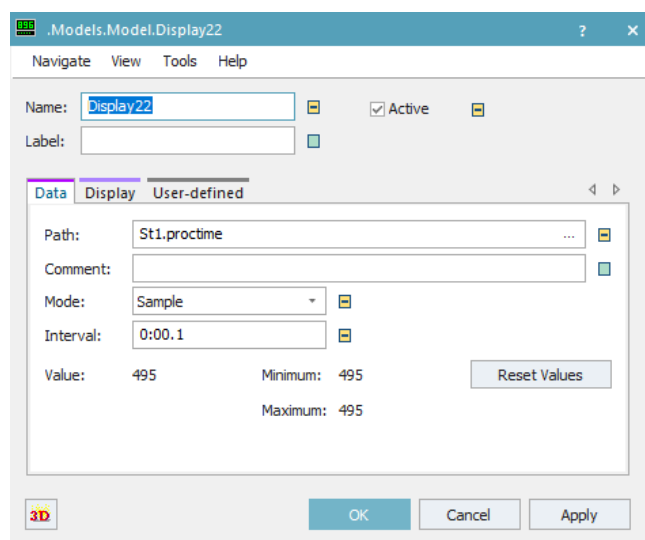 .Models.Model.Display22 ? ×
Navigate View Tools Help
Name: Display22 Active
Label:
Data Display User-defined
Path: St1.proctime ...
Comment:
Mode: Sample
Interval: 0:00.1
Value: 495 Minimum: 495 Reset Values
Maximum: 495
3D OK Cancel Apply